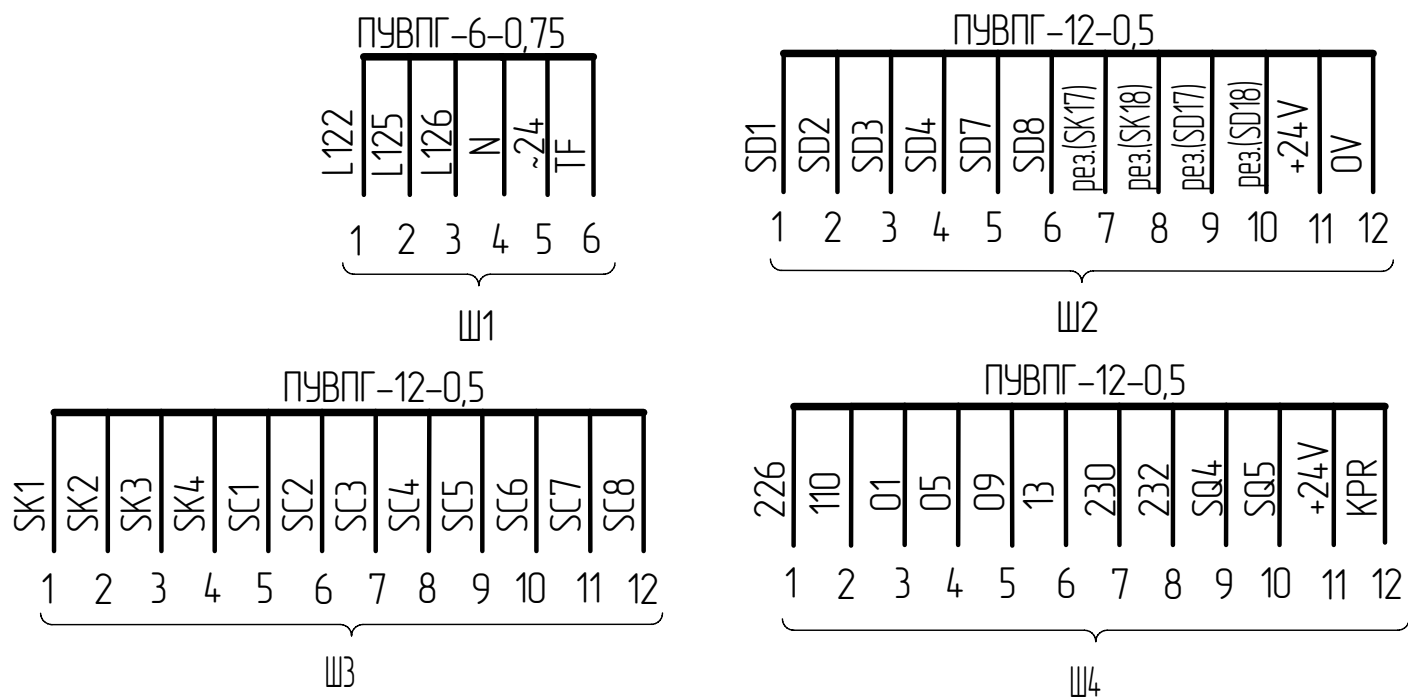 ПУВПГ-6-0,75
L122 L125 L126 N ~24 TF
1 2 3 4 5 6
Ш1
ПУВПГ-12-0,5
SD1 SD2 SD3 SD4 SD7 SD8 рез.(SK17) рез.(SK18) рез.(SD17) рез.(SD18) +24V 0V
1 2 3 4 5 6 7 8 9 10 11 12
Ш2
ПУВПГ-12-0,5
SK1 SK2 SK3 SK4 SC1 SC2 SC3 SC4 SC5 SC6 SC7 SC8
1 2 3 4 5 6 7 8 9 10 11 12
Ш3
ПУВПГ-12-0,5
226 110 01 05 09 13 230 232 SQ4 SQ5 +24V KPR
1 2 3 4 5 6 7 8 9 10 11 12
Ш4